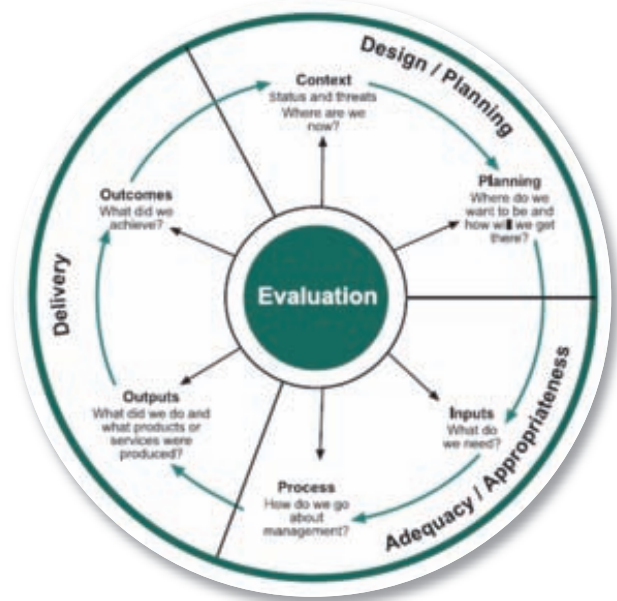 Design / Planning
Context
Status and threats
Where are we
now?
Planning
Where do we
want to be and
how will we get
there?
Outcomes
What did we
achieve?
Evaluation
Delivery
Outputs
What did we do and
what products or
services were
produced?
Inputs
What do
we need?
Process
How do we go
about
management?
Adequacy / Appropriateness